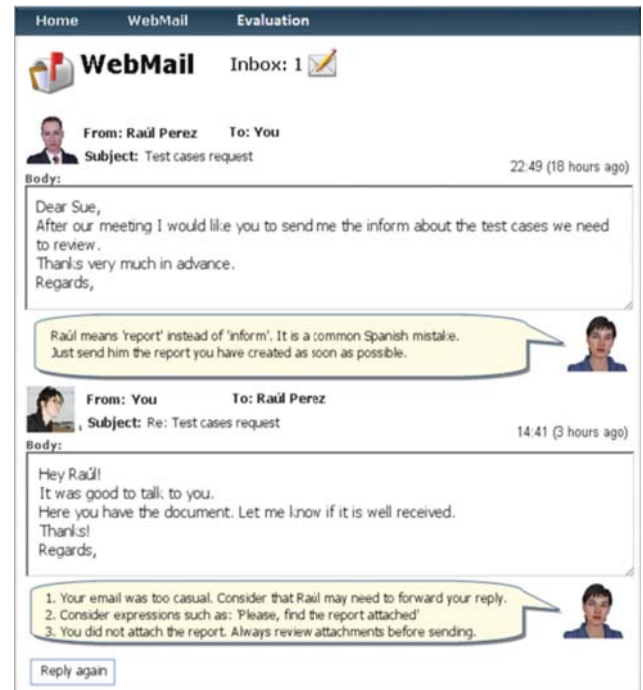 Home WebMail Evaluation
WebMail Inbox: 1
From: Raúl Perez To: You
Subject: Test cases request
22:49 (18 hours ago)
Body:
Dear Sue,
After our meeting I would like you to send me the inform about the test cases we need
to review.
Thanks very much in advance.
Regards,
Raúl means 'report' instead of 'inform'. It is a common Spanish mistake.
Just send him the report you have created as soon as possible.
From: You To: Raúl Perez
Subject: Re: Test cases request
14:41 (3 hours ago)
Body:
Hey Raúl!
It was good to talk to you.
Here you have the document. Let me know if it is well received.
Thanks!
Regards,
1. Your email was too casual. Consider that Raúl may need to forward your reply.
2. Consider expressions such as: 'Please, find the report attached'
3. You did not attach the report. Always review attachments before sending.
Reply again